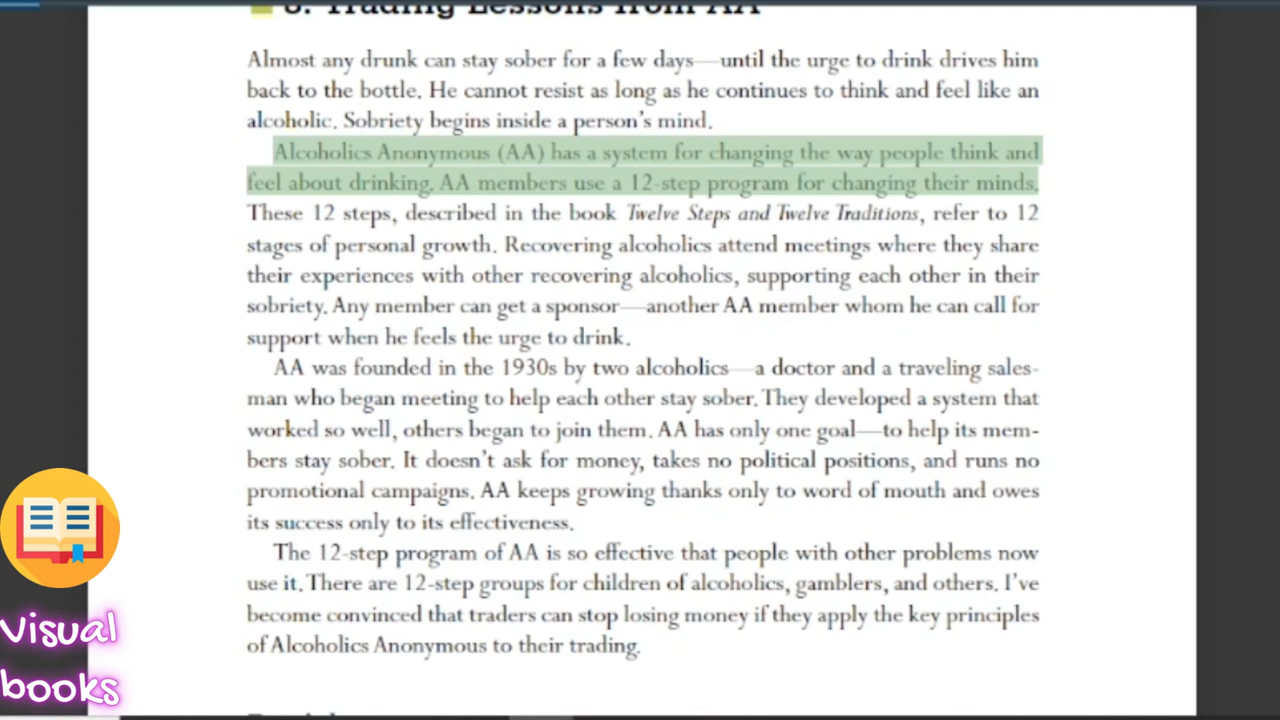 8. Trading Lessons from AA
Almost any drunk can stay sober for a few days—until the urge to drink drives him
back to the bottle. He cannot resist as long as he continues to think and feel like an
alcoholic. Sobriety begins inside a person's mind.
Alcoholics Anonymous (AA) has a system for changing the way people think and
feel about drinking. AA members use a 12-step program for changing their minds.
These 12 steps, described in the book Twelve Steps and Twelve Traditions, refer to 12
stages of personal growth. Recovering alcoholics attend meetings where they share
their experiences with other recovering alcoholics, supporting each other in their
sobriety. Any member can get a sponsor—another AA member whom he can call for
support when he feels the urge to drink.
AA was founded in the 1930s by two alcoholics—a doctor and a traveling sales-
man who began meeting to help each other stay sober. They developed a system that
worked so well, others began to join them. AA has only one goal—to help its mem-
bers stay sober. It doesn't ask for money, takes no political positions, and runs no
promotional campaigns. AA keeps growing thanks only to word of mouth and owes
its success only to its effectiveness.
The 12-step program of AA is so effective that people with other problems now
use it. There are 12-step groups for children of alcoholics, gamblers, and others. I've
become convinced that traders can stop losing money if they apply the key principles
of Alcoholics Anonymous to their trading.
Visual
books